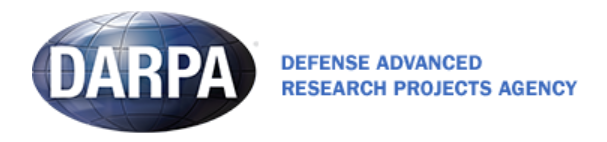 DARPA
DEFENSE ADVANCED
RESEARCH PROJECTS AGENCY